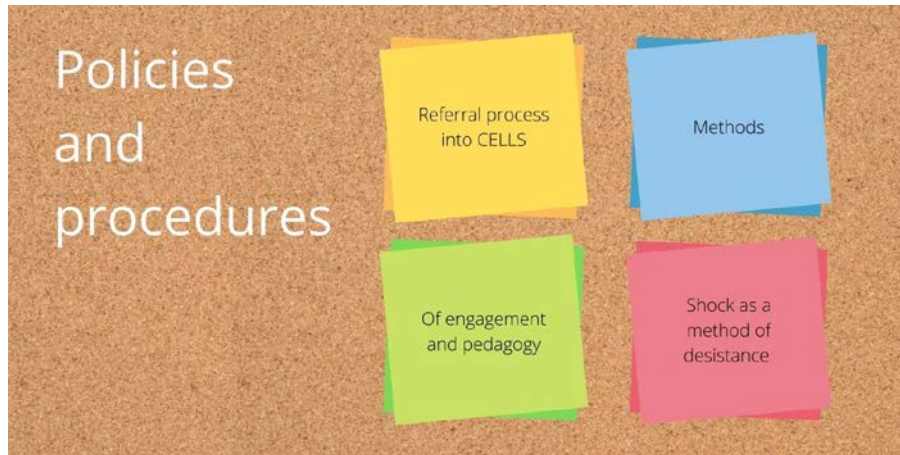 Policies
and
procedures
Referral process
into CELLS
Methods
Of engagement
and pedagogy
Shock as a
method of
desistance